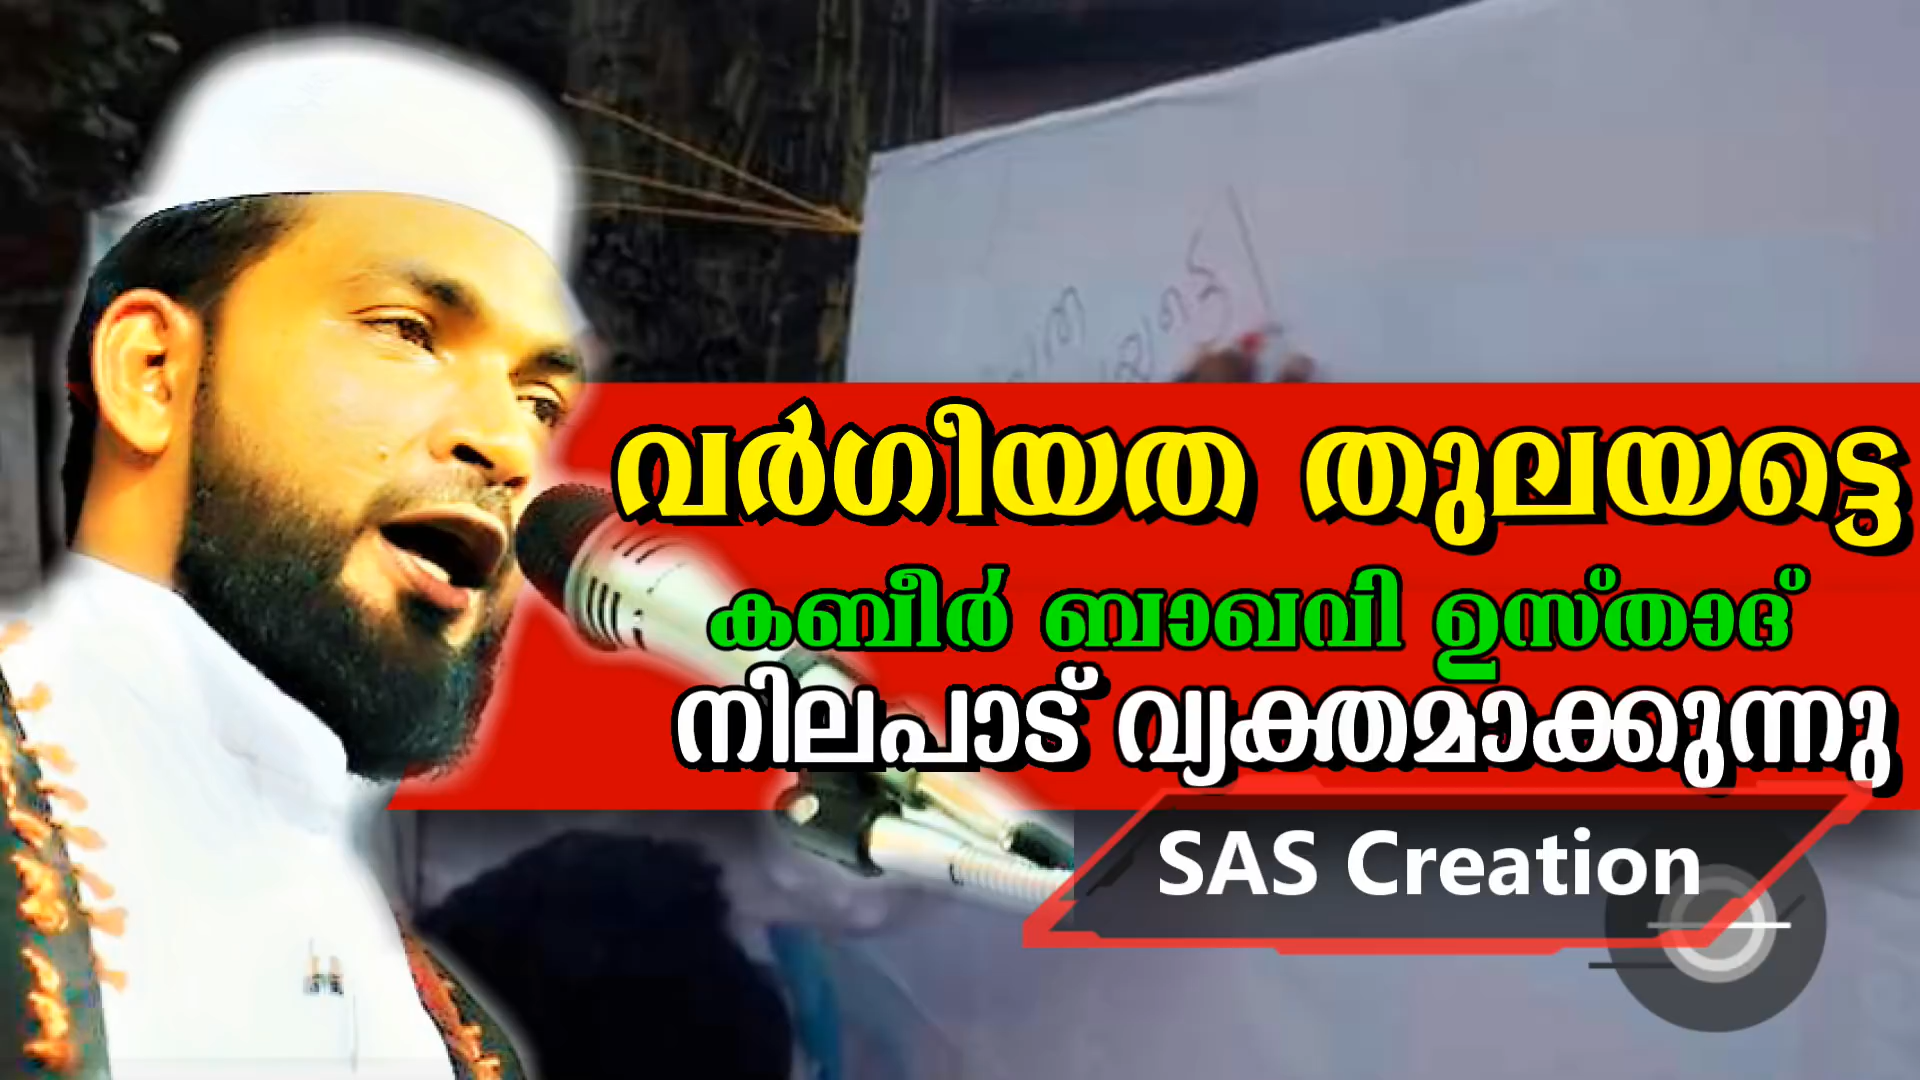 വർഗീയത തുലയട്ടെ
കബീർ ബാഖവി ഉസ്താദ്
നിലപാട് വ്യക്തമാക്കുന്നു
SAS Creation